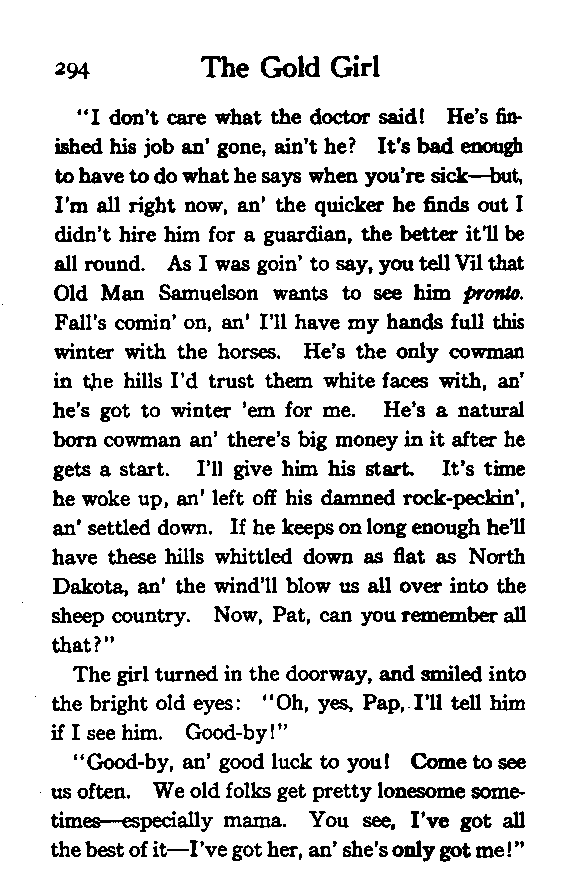 294 The Gold Girl
"I don't care what the doctor said! He's fin-
ished his job an' gone, ain't he? It's bad enough
to have to do what he says when you're sick—but,
I'm all right now, an' the quicker he finds out I
didn't hire him for a guardian, the better it'll be
all round. As I was goin' to say, you tell Vil that
Old Man Samuelson wants to see him pronto.
Fall's comin' on, an' I'll have my hands full this
winter with the horses. He's the only cowman
in the hills I'd trust them white faces with, an'
he's got to winter 'em for me. He's a natural
born cowman an' there's big money in it after he
gets a start. I'll give him his start. It's time
he woke up, an' left off his damned rock-peckin',
an' settled down. If he keeps on long enough he'll
have these hills whittled down as flat as North
Dakota, an' the wind'll blow us all over into the
sheep country. Now, Pat, can you remember all
that?"
The girl turned in the doorway, and smiled into
the bright old eyes: "Oh, yes, Pap, I'll tell him
if I see him. Good-by!"
"Good-by, an' good luck to you! Come to see
us often. We old folks get pretty lonesome some-
times—especially mama. You see, I've got all
the best of it—I've got her, an' she's only got me!"